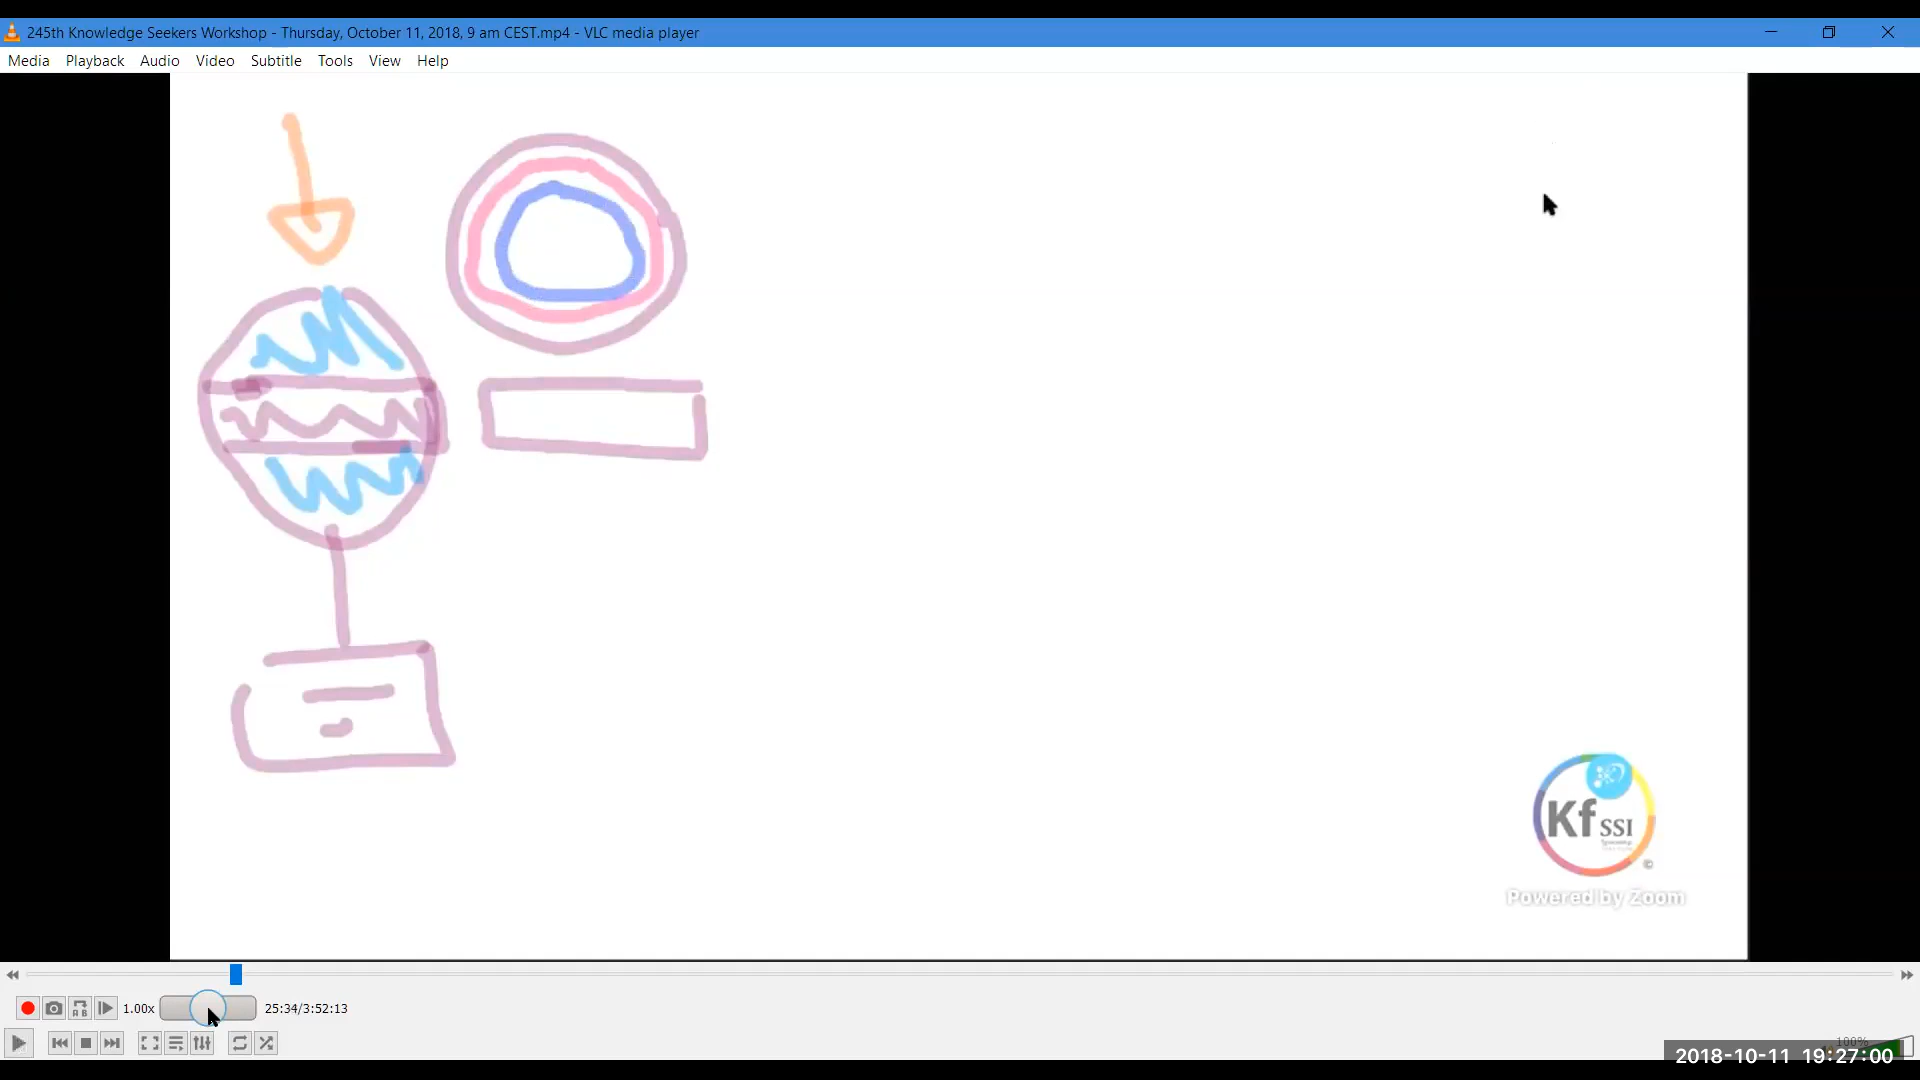 245th Knowledge Seekers Workshop - Thursday, October 11, 2018, 9 am CEST.mp4 - VLC media player
Media Playback Audio Video Subtitle Tools View Help
Kf SSI
©
Powered by Zoom
1.00x 25:34/3:52:13
100%
2018-10-11 19:27:00